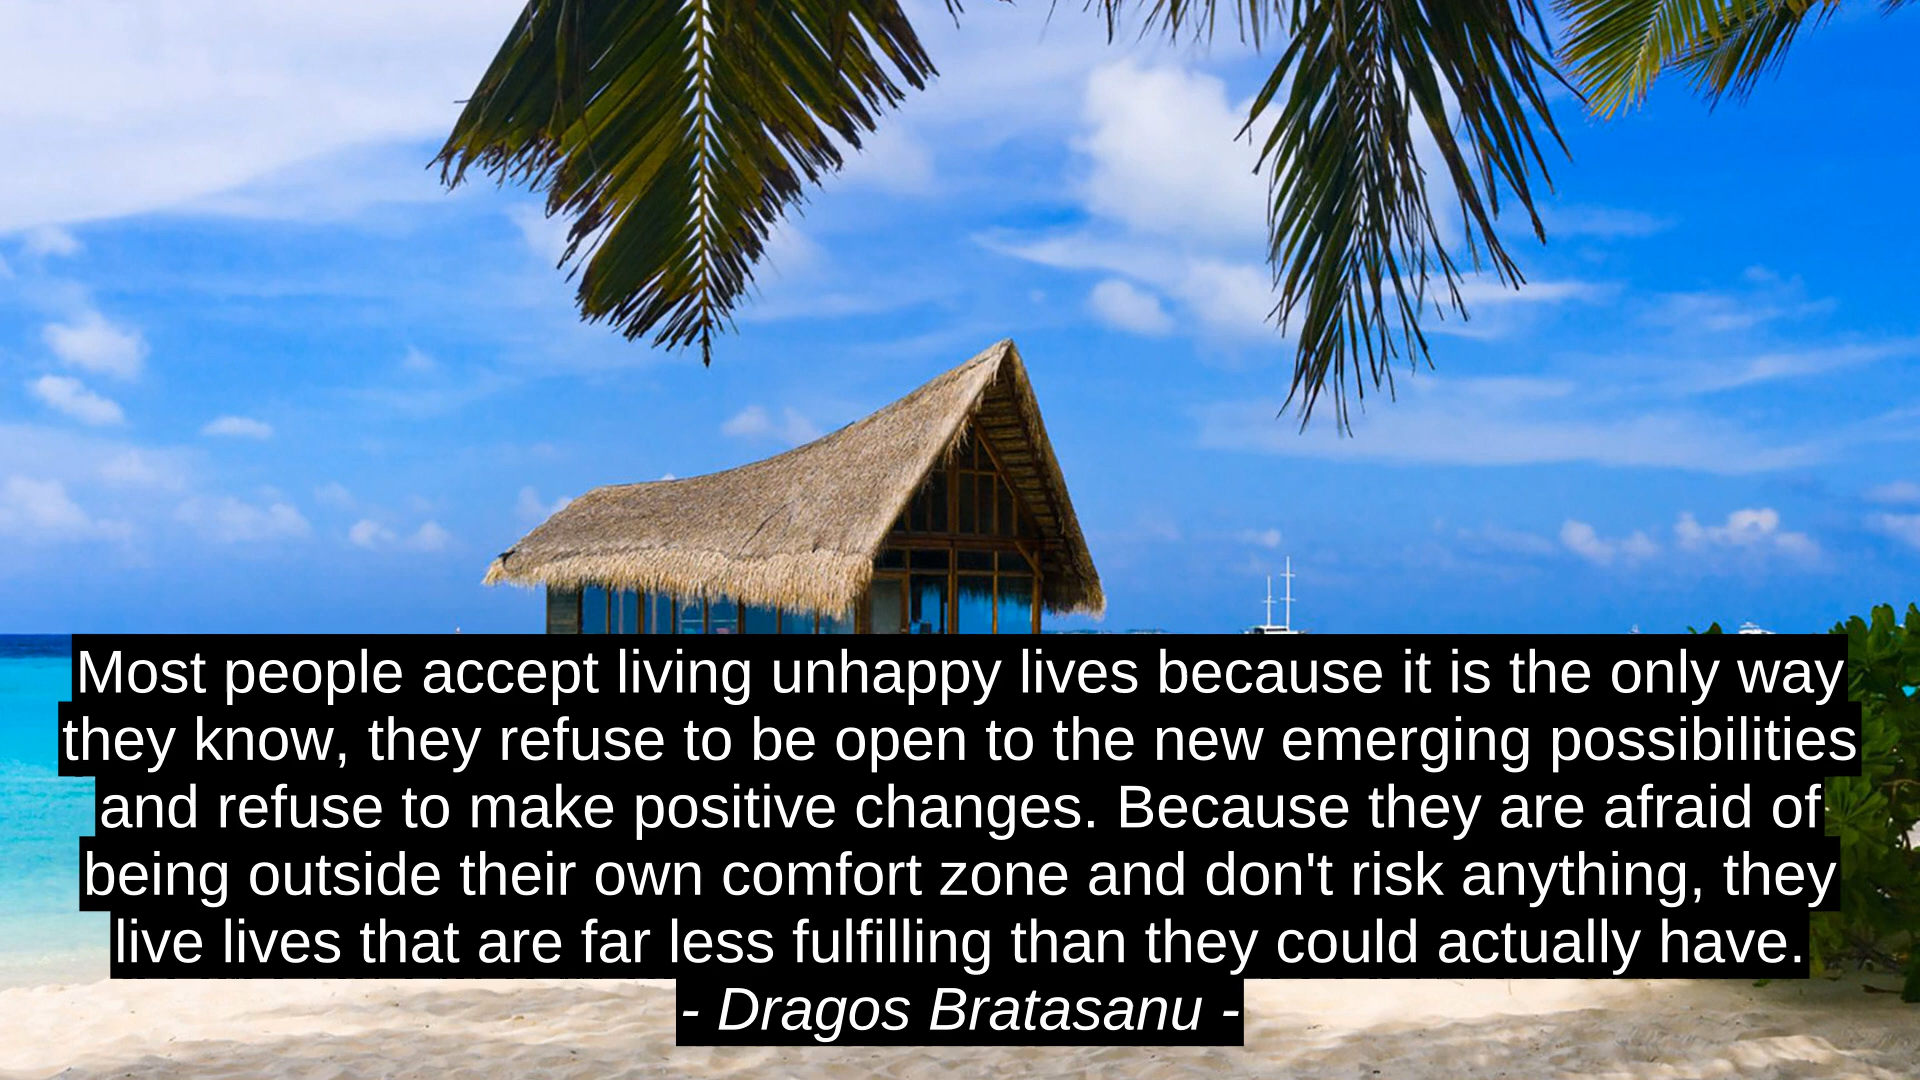 Most people accept living unhappy lives because it is the only way
they know, they refuse to be open to the new emerging possibilities
and refuse to make positive changes. Because they are afraid of
being outside their own comfort zone and don't risk anything, they
live lives that are far less fulfilling than they could actually have.
- Dragos Bratasanu -